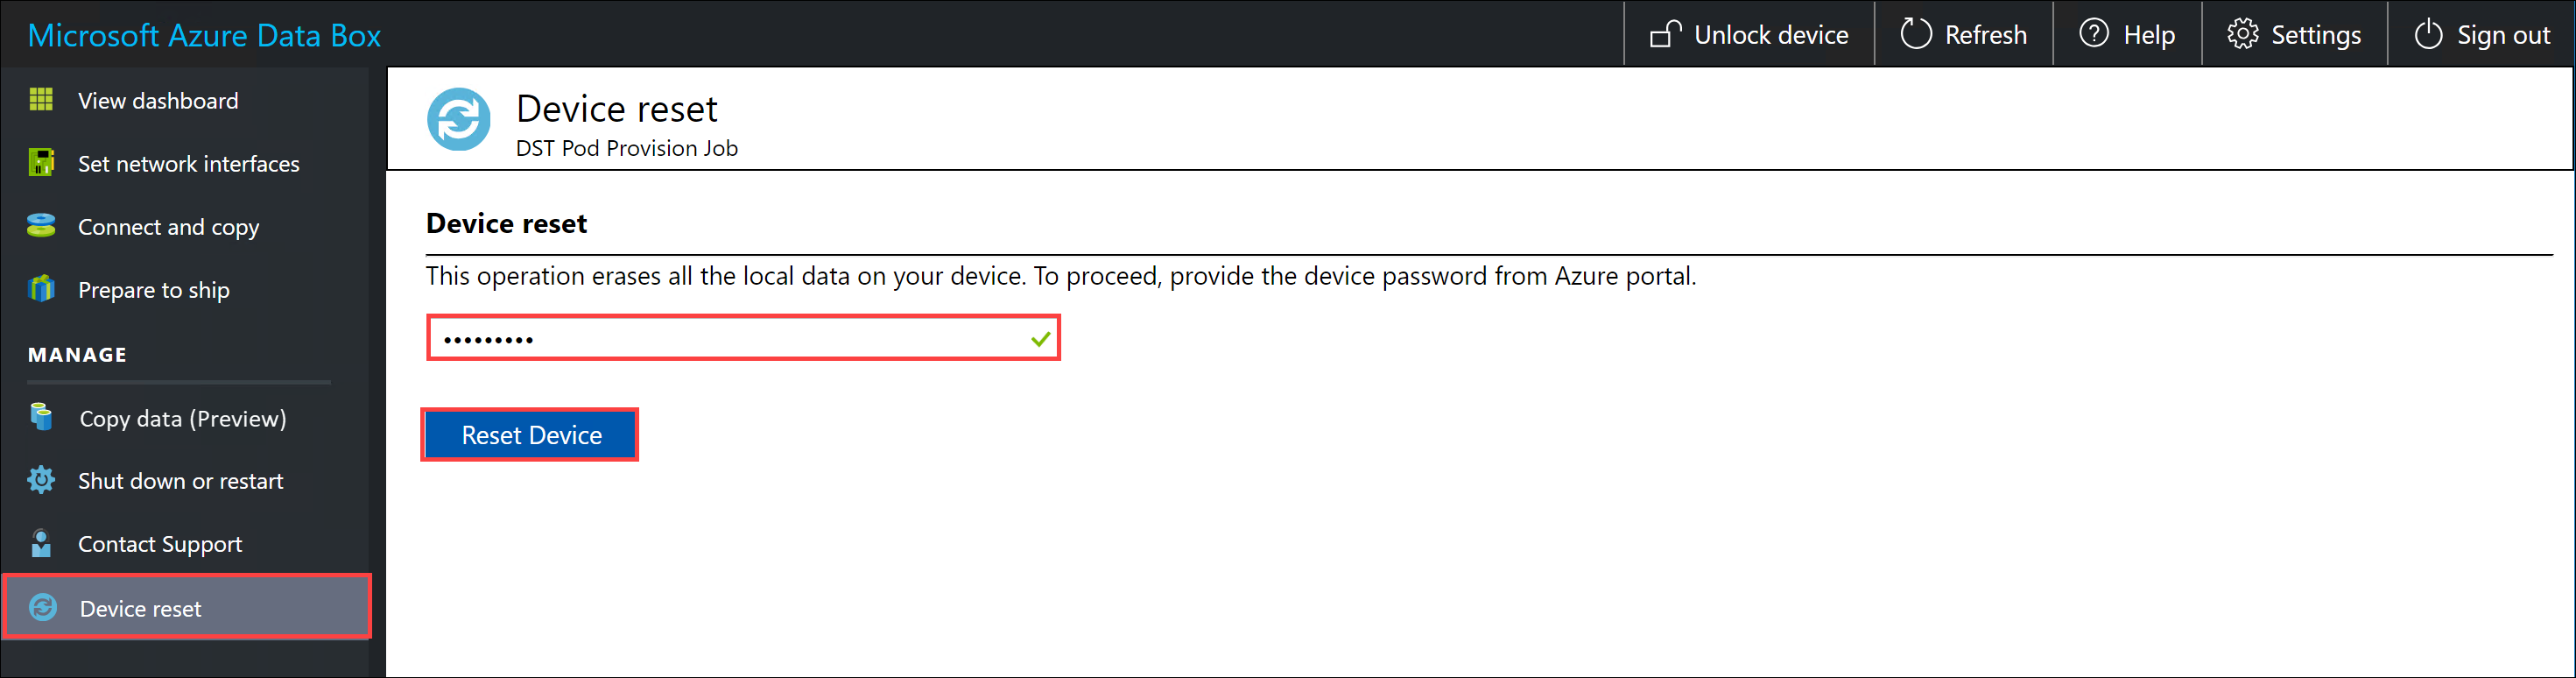 Microsoft Azure Data Box
Unlock device
Refresh
Help
Settings
Sign out
View dashboard
Set network interfaces
Connect and copy
Prepare to ship
MANAGE
Copy data (Preview)
Shut down or restart
Contact Support
Device reset
Device reset
DST Pod Provision Job
Device reset
This operation erases all the local data on your device. To proceed, provide the device password from Azure portal.
•••••••••
Reset Device